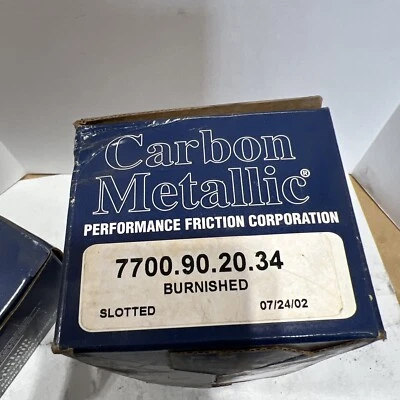 Carbon
Metallic®
PERFORMANCE FRICTION CORPORATION
7700.90.20.34
BURNISHED
SLOTTED 07/24/02